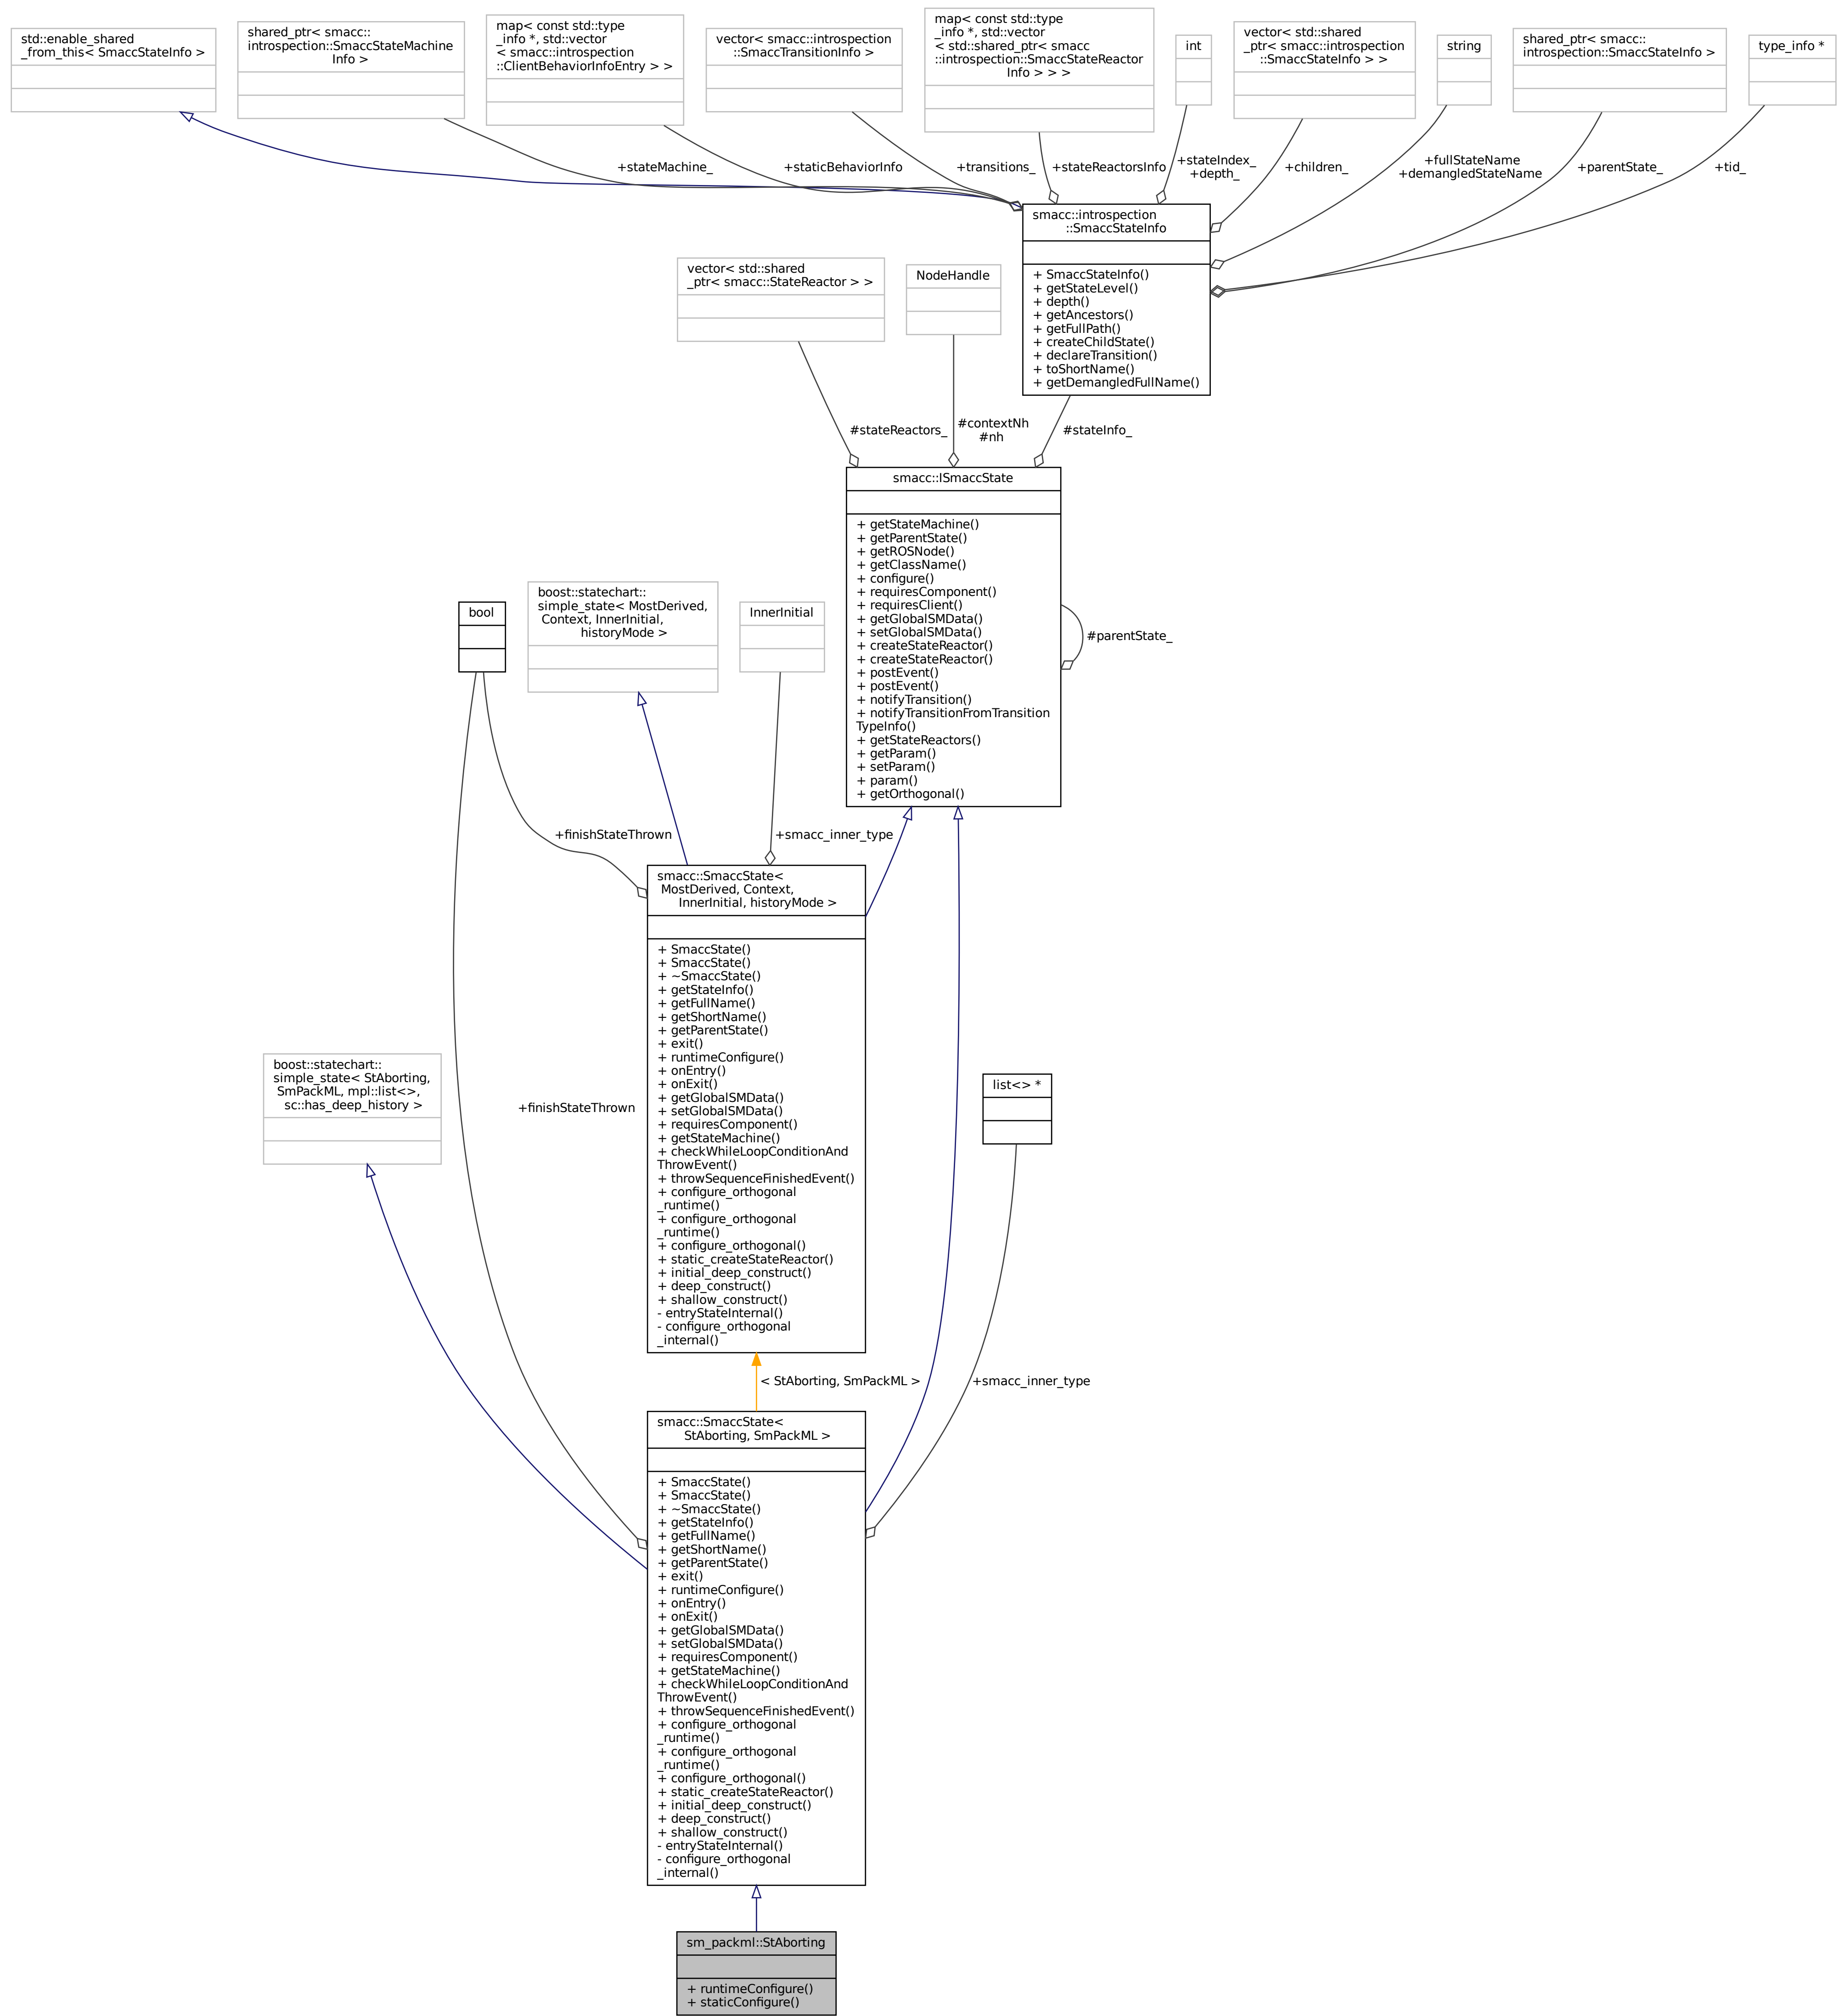 std::enable_shared
_from_this< SmaccStateInfo >
shared_ptr< smacc::
introspection::SmaccStateMachine
Info >
map< const std::type
_info *, std::vector
< smacc::introspection
::ClientBehaviorInfoEntry > >
vector< smacc::introspection
::SmaccTransitionInfo >
map< const std::type
_info *, std::vector
< std::shared_ptr< smacc
::introspection::SmaccStateReactor
Info > > >
int
vector< std::shared
_ptr< smacc::introspection
::SmaccStateInfo > >
string
shared_ptr< smacc::
introspection::SmaccStateInfo >
type_info *
+stateMachine_
+staticBehaviorInfo
+transitions_
+stateReactorsInfo
+stateIndex_
+depth_
+children_
+fullStateName
+demangledStateName
+parentState_
+tid_
smacc::introspection
::SmaccStateInfo
+ SmaccStateInfo()
+ getStateLevel()
+ depth()
+ getAncestors()
+ getFullPath()
+ createChildState()
+ declareTransition()
+ toShortName()
+ getDemangledFullName()
vector< std::shared
_ptr< smacc::StateReactor > >
NodeHandle
#stateReactors_
#contextNh
#nh
#stateInfo_
smacc::ISmaccState
+ getStateMachine()
+ getParentState()
+ getROSNode()
+ getClassName()
+ configure()
+ requiresComponent()
+ requiresClient()
+ getGlobalSMData()
+ setGlobalSMData()
+ createStateReactor()
+ createStateReactor()
+ postEvent()
+ postEvent()
+ notifyTransition()
+ notifyTransitionFromTransition
TypeInfo()
+ getStateReactors()
+ getParam()
+ setParam()
+ param()
+ getOrthogonal()
#parentState_
bool
boost::statechart::
simple_state< MostDerived,
Context, InnerInitial,
historyMode >
InnerInitial
+finishStateThrown
+smacc_inner_type
smacc::SmaccState<
MostDerived, Context,
InnerInitial, historyMode >
+ SmaccState()
+ SmaccState()
+ ~SmaccState()
+ getStateInfo()
+ getFullName()
+ getShortName()
+ getParentState()
+ exit()
+ runtimeConfigure()
+ onEntry()
+ onExit()
+ getGlobalSMData()
+ setGlobalSMData()
+ requiresComponent()
+ getStateMachine()
+ checkWhileLoopConditionAnd
ThrowEvent()
+ throwSequenceFinishedEvent()
+ configure_orthogonal
_runtime()
+ configure_orthogonal
_runtime()
+ configure_orthogonal()
+ static_createStateReactor()
+ initial_deep_construct()
+ deep_construct()
+ shallow_construct()
- entryStateInternal()
- configure_orthogonal
_internal()
boost::statechart::
simple_state< StAborting,
SmPackML, mpl::list<>,
sc::has_deep_history >
+finishStateThrown
list<> *
< StAborting, SmPackML >
+smacc_inner_type
smacc::SmaccState<
StAborting, SmPackML >
+ SmaccState()
+ SmaccState()
+ ~SmaccState()
+ getStateInfo()
+ getFullName()
+ getShortName()
+ getParentState()
+ exit()
+ runtimeConfigure()
+ onEntry()
+ onExit()
+ getGlobalSMData()
+ setGlobalSMData()
+ requiresComponent()
+ getStateMachine()
+ checkWhileLoopConditionAnd
ThrowEvent()
+ throwSequenceFinishedEvent()
+ configure_orthogonal
_runtime()
+ configure_orthogonal
_runtime()
+ configure_orthogonal()
+ static_createStateReactor()
+ initial_deep_construct()
+ deep_construct()
+ shallow_construct()
- entryStateInternal()
- configure_orthogonal
_internal()
sm_packml::StAborting
+ runtimeConfigure()
+ staticConfigure()